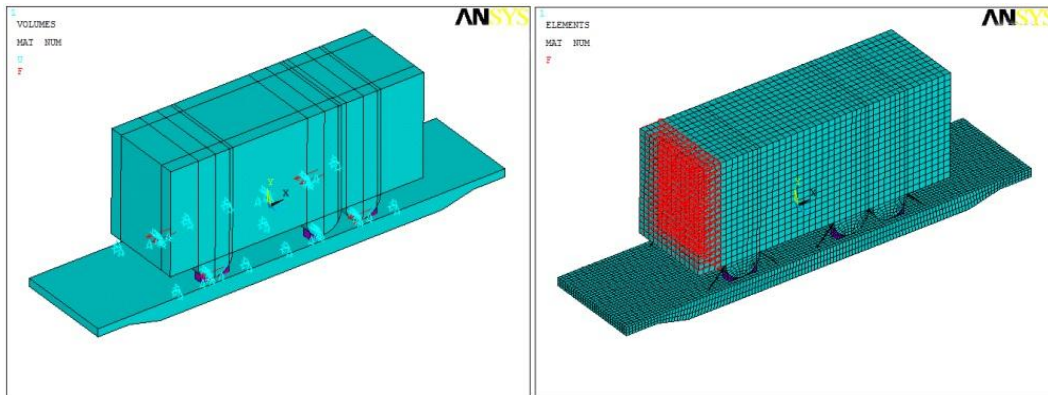 1
VOLUMES
MAT NUM
U
F
ANSYS
Y
X
1
ELEMENTS
MAT NUM
F
ANSYS
X